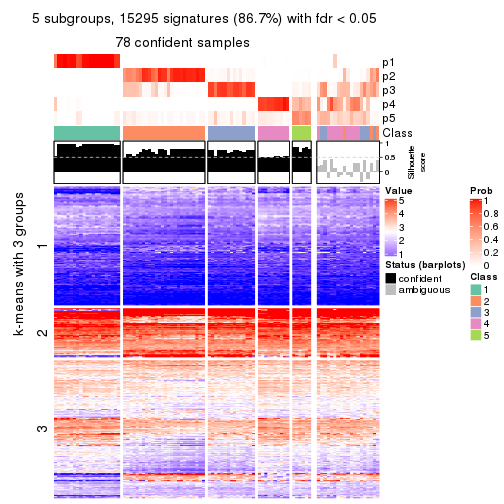 5 subgroups, 15295 signatures (86.7%) with fdr < 0.05
78 confident samples
p1
p2
p3
p4
p5
Class
1
0.5
0
Silhouette
score
k-means with 3 groups
1
2
3
Value
5
4
3
2
1
Status (barplots)
confident
ambiguous
Prob
1
0.8
0.6
0.4
0.2
0
Class
1
2
3
4
5